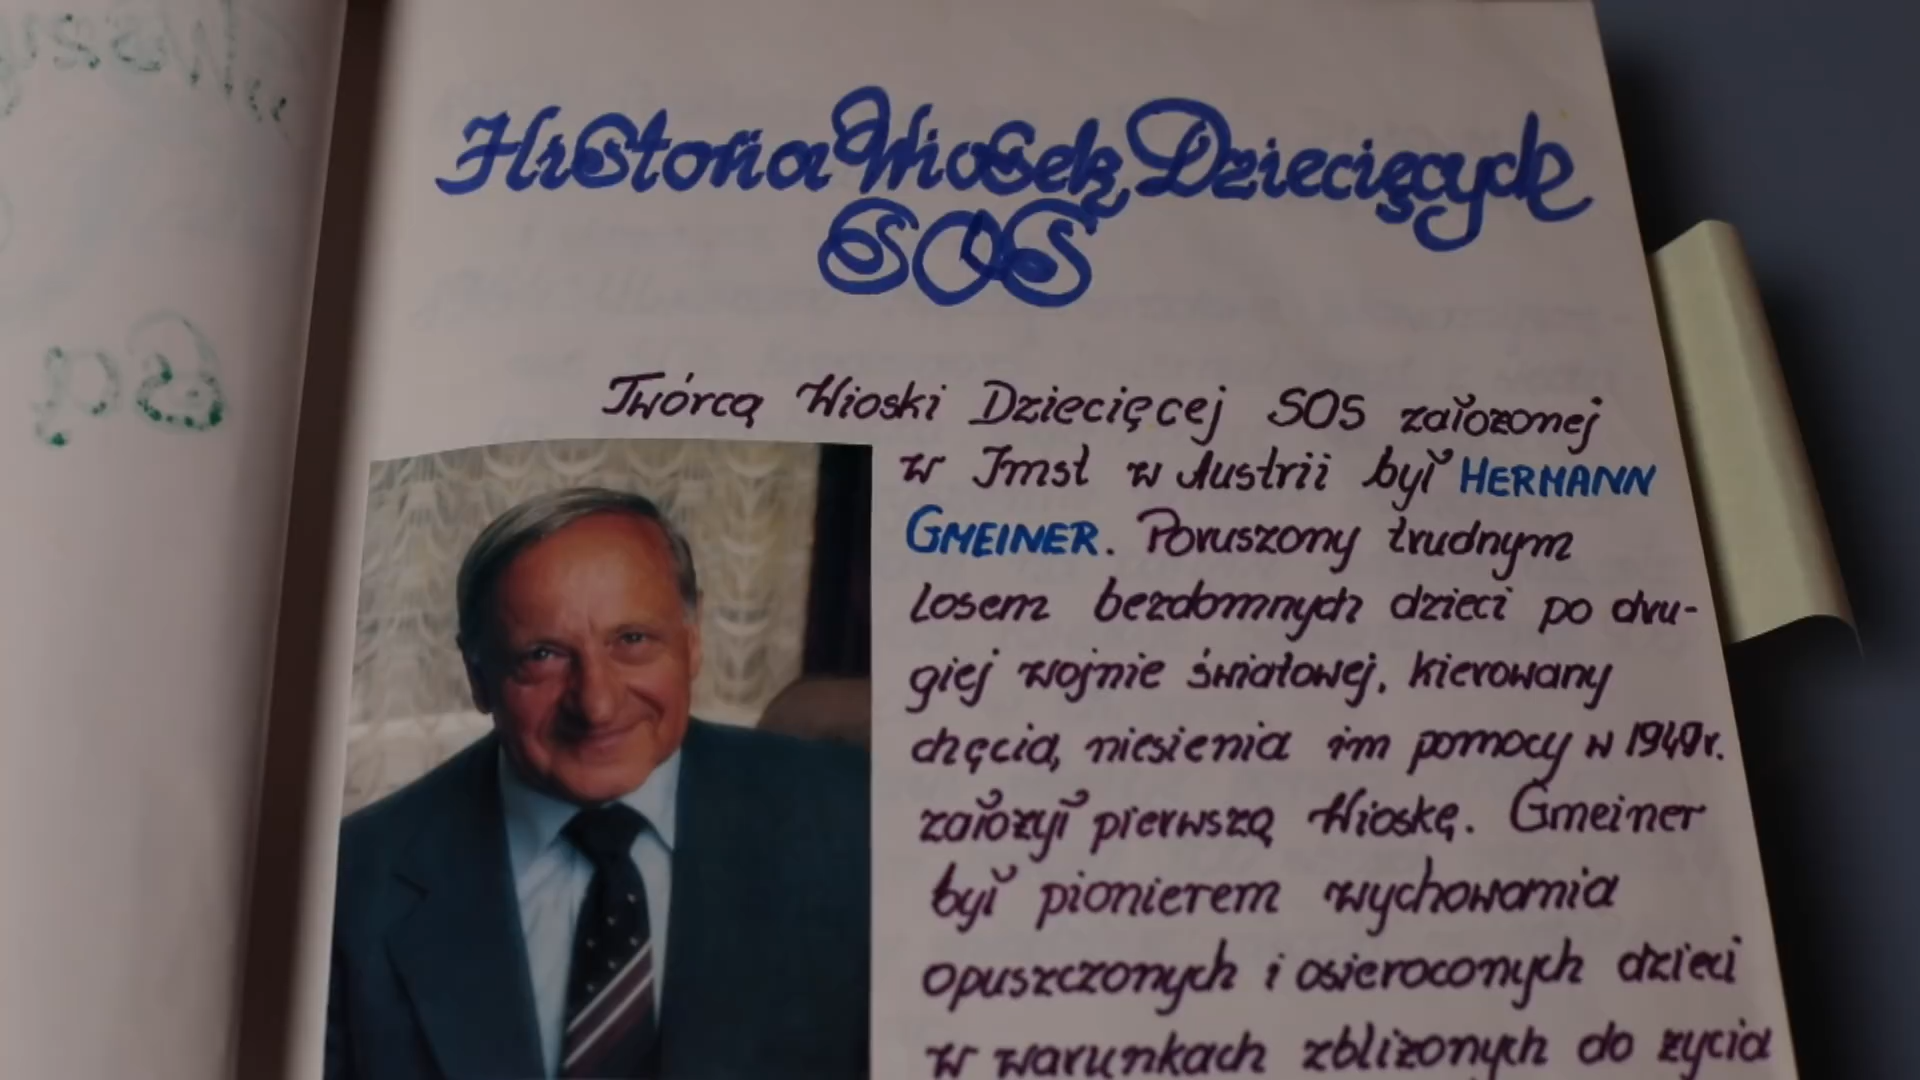 Historia Wiosek Dziecięcych
SOS
Twórcą Wioski Dziecięcej SOS założonej
w Imst w Austrii był HERMANN
GMEINER. Poruszony trudnym
losem bezdomnych dzieci po dru-
giej wojnie światowej, kierowany
chęcią niesienia im pomocy w 1949r.
założył pierwszą Wioskę. Gmeiner
był pionierem wychowania
opuszczonych i osieroconych dzieci
w warunkach zbliżonych do życia